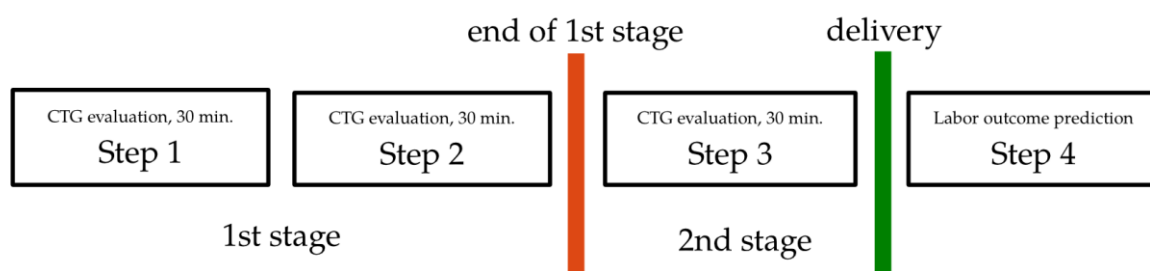 end of 1st stage
delivery
CTG evaluation, 30 min.
Step 1
CTG evaluation, 30 min.
Step 2
CTG evaluation, 30 min.
Step 3
Labor outcome prediction
Step 4
1st stage
2nd stage